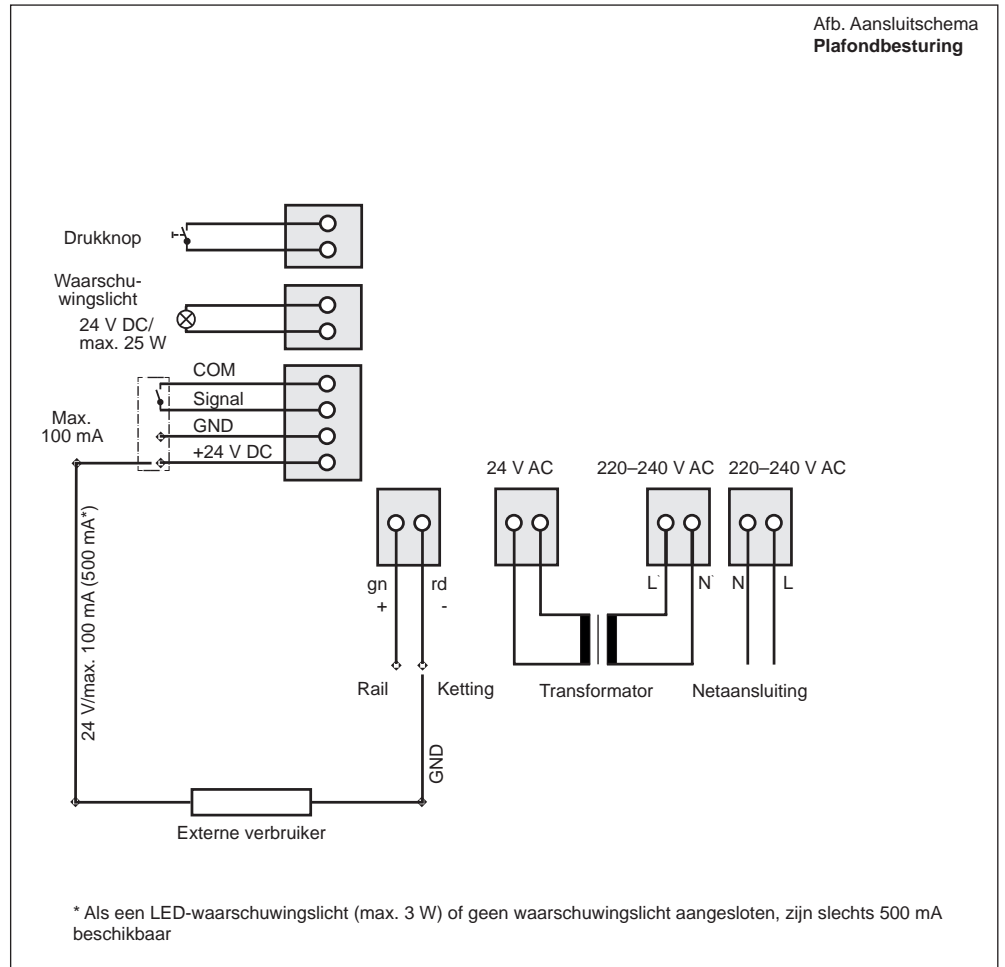 Afb. Aansluitschema
Plafondbesturing
Drukknop
Waarschu-
wingslicht
24 V DC/
max. 25 W
COM
Signal
GND
+24 V DC
Max.
100 mA
24 V/max. 100 mA (500 mA*)
24 V AC
220–240 V AC
220–240 V AC
gn
+
rd
-
L`
N`
N
L
Rail
Ketting
Transformator
Netaansluiting
GND
Externe verbruiker
* Als een LED-waarschuwingslicht (max. 3 W) of geen waarschuwingslicht aangesloten, zijn slechts 500 mA
beschikbaar